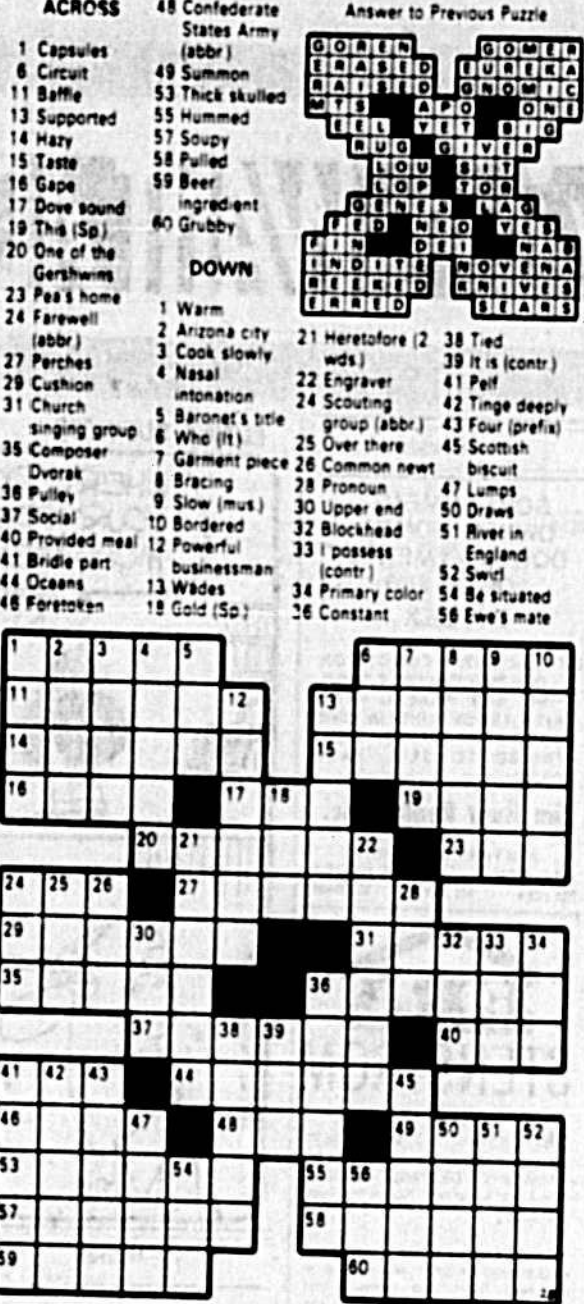 ACROSS
1 Capsules
6 Circuit
11 Baffle
13 Supported
14 Hazy
15 Taste
16 Gape
17 Dove sound
19 This (Sp.)
20 One of the
Gershwins
23 Pea's home
24 Farewell
(abbr.)
27 Perches
29 Cushion
31 Church
singing group
35 Composer
Dvorak
36 Pulley
37 Social
40 Provided meal
41 Bridle part
44 Oceans
46 Foretoken
48 Confederate
States Army
(abbr.)
49 Summon
53 Thick skulled
55 Hummed
57 Soupy
58 Pulled
59 Beer
ingredient
60 Grubby
DOWN
1 Warm
2 Arizona city
3 Cook slowly
4 Nasal
intonation
5 Baronet's title
6 Who (It.)
7 Garment piece
8 Bracing
9 Slow (mus.)
10 Bordered
12 Powerful
businessman
13 Wades
18 Gold (Sp.)
Answer to Previous Puzzle
GOREN GOMER
ERASED EUREKA
RAISED GNOMIC
MTS APO ONE
EEL YET BIG
RUG GIVER
LOU SIT
LOP TOR
GENES LAG
FED NED YES
FIN DEI NAB
INDITE NOVENA
REEKED KNIVES
ERRED SEARS
21 Heretofore (2
wds.)
22 Engraver
24 Scouting
group (abbr.)
25 Over there
26 Common newt
28 Pronoun
30 Upper end
32 Blockhead
33 I possess
(contr.)
34 Primary color
36 Constant
38 Tied
39 It is (contr.)
41 Pelf
42 Tinge deeply
43 Four (prefix)
45 Scottish
biscuit
47 Lumps
50 Draws
51 River in
England
52 Swirl
54 Be situated
56 Ewe's mate
1 2 3 4 5 6 7 8 9 10
11 12 13
14 15
16 17 18 19
20 21 22 23
24 25 26 27 28
29 30 31 32 33 34
35 36
37 38 39 40
41 42 43 44 45
46 47 48 49 50 51 52
53 54 55 56
57 58
59 60